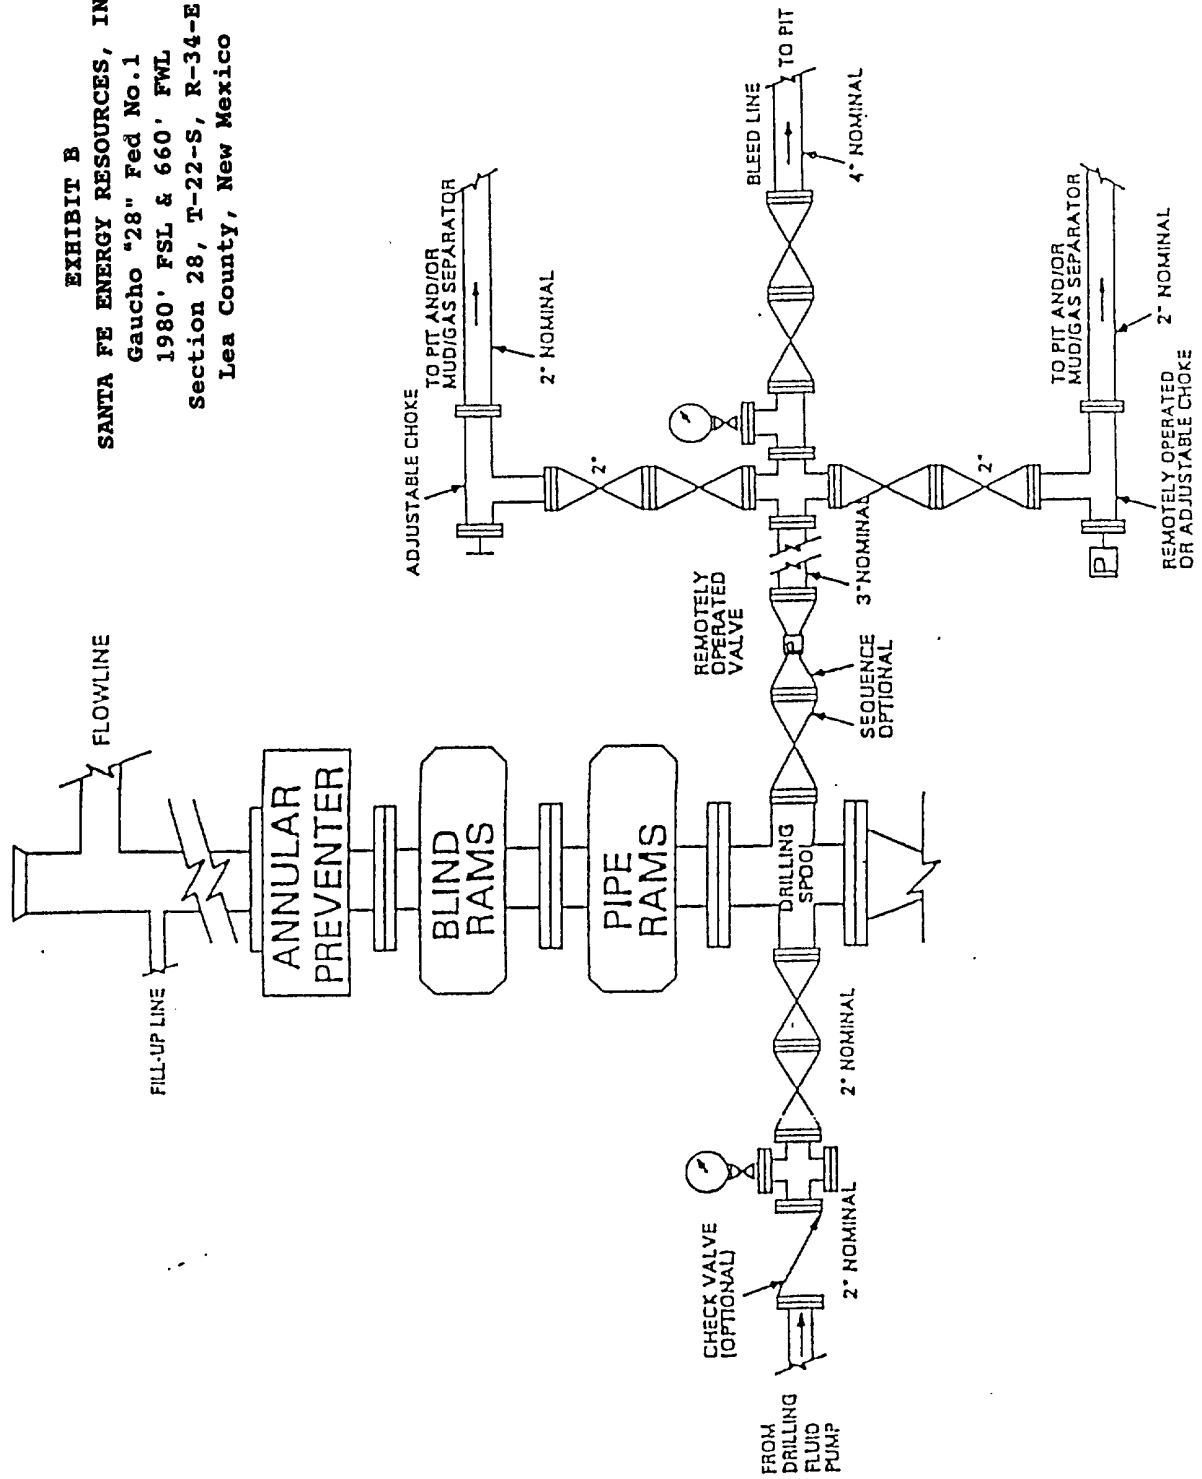 EXHIBIT B
SANTA FE ENERGY RESOURCES, IN
Gaucho "28" Fed No.1
1980' FSL & 660' FWL
Section 28, T-22-S, R-34-E
Lea County, New Mexico
FLOWLINE
FILL-UP LINE
ANNULAR
PREVENTER
BLIND
RAMS
PIPE
RAMS
DRILLING
SPOOL
ADJUSTABLE CHOKE
TO PIT AND/OR
MUD/GAS SEPARATOR
2" NOMINAL
2"
BLEED LINE
TO PIT
4" NOMINAL
REMOTELY
OPERATED
VALVE
P
3" NOMINAL
SEQUENCE
OPTIONAL
2"
TO PIT AND/OR
MUD/GAS SEPARATOR
2" NOMINAL
P
REMOTELY OPERATED
OR ADJUSTABLE CHOKE
2" NOMINAL
CHECK VALVE
(OPTIONAL)
2" NOMINAL
FROM
DRILLING
FLUID
PUMP